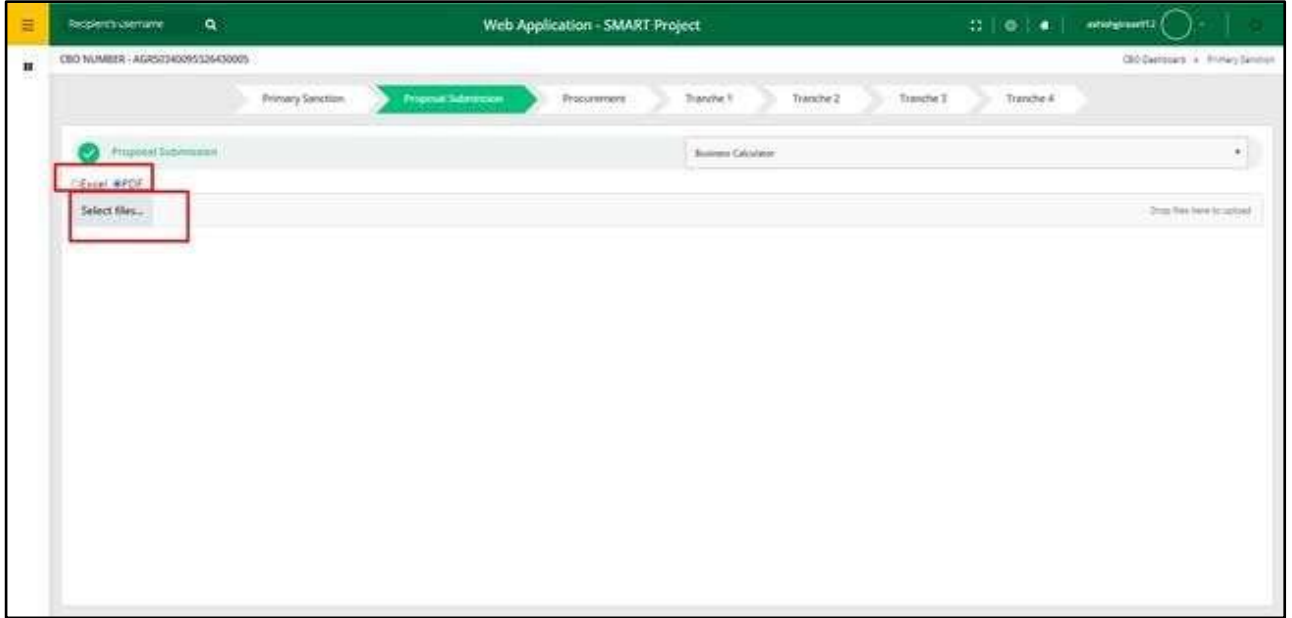 Recipient's username
Web Application - SMART Project
CBO NUMBER -
CBO Dashboard
Primary Sanction
Primary Sanction
Proposal Submission
Procurement
Tranche 1
Tranche 2
Tranche 3
Tranche 4
Proposal Submission
Business Calculator
Excel PDF
Select files...
Drop files here to upload